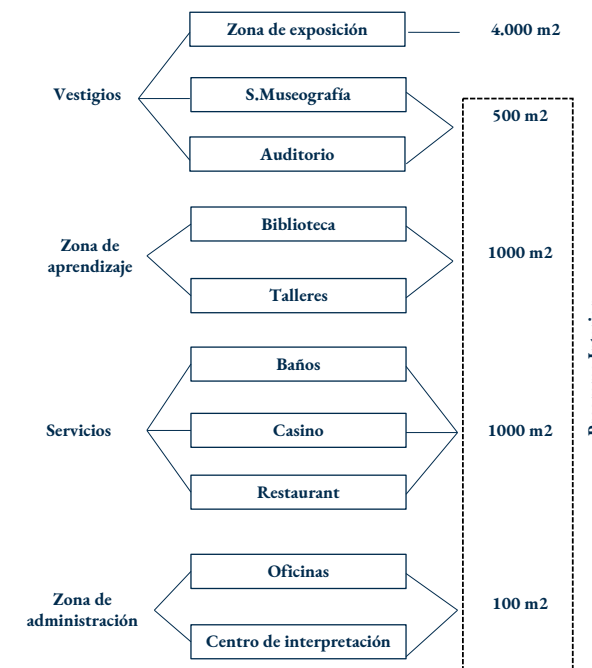 Zona de exposición
4.000 m2
Vestigios
S.Museografía
500 m2
Auditorio
Biblioteca
Zona de
aprendizaje
1000 m2
Talleres
Baños
Servicios
Casino
1000 m2
Restaurant
Oficinas
Zona de
administración
100 m2
Centro de interpretación